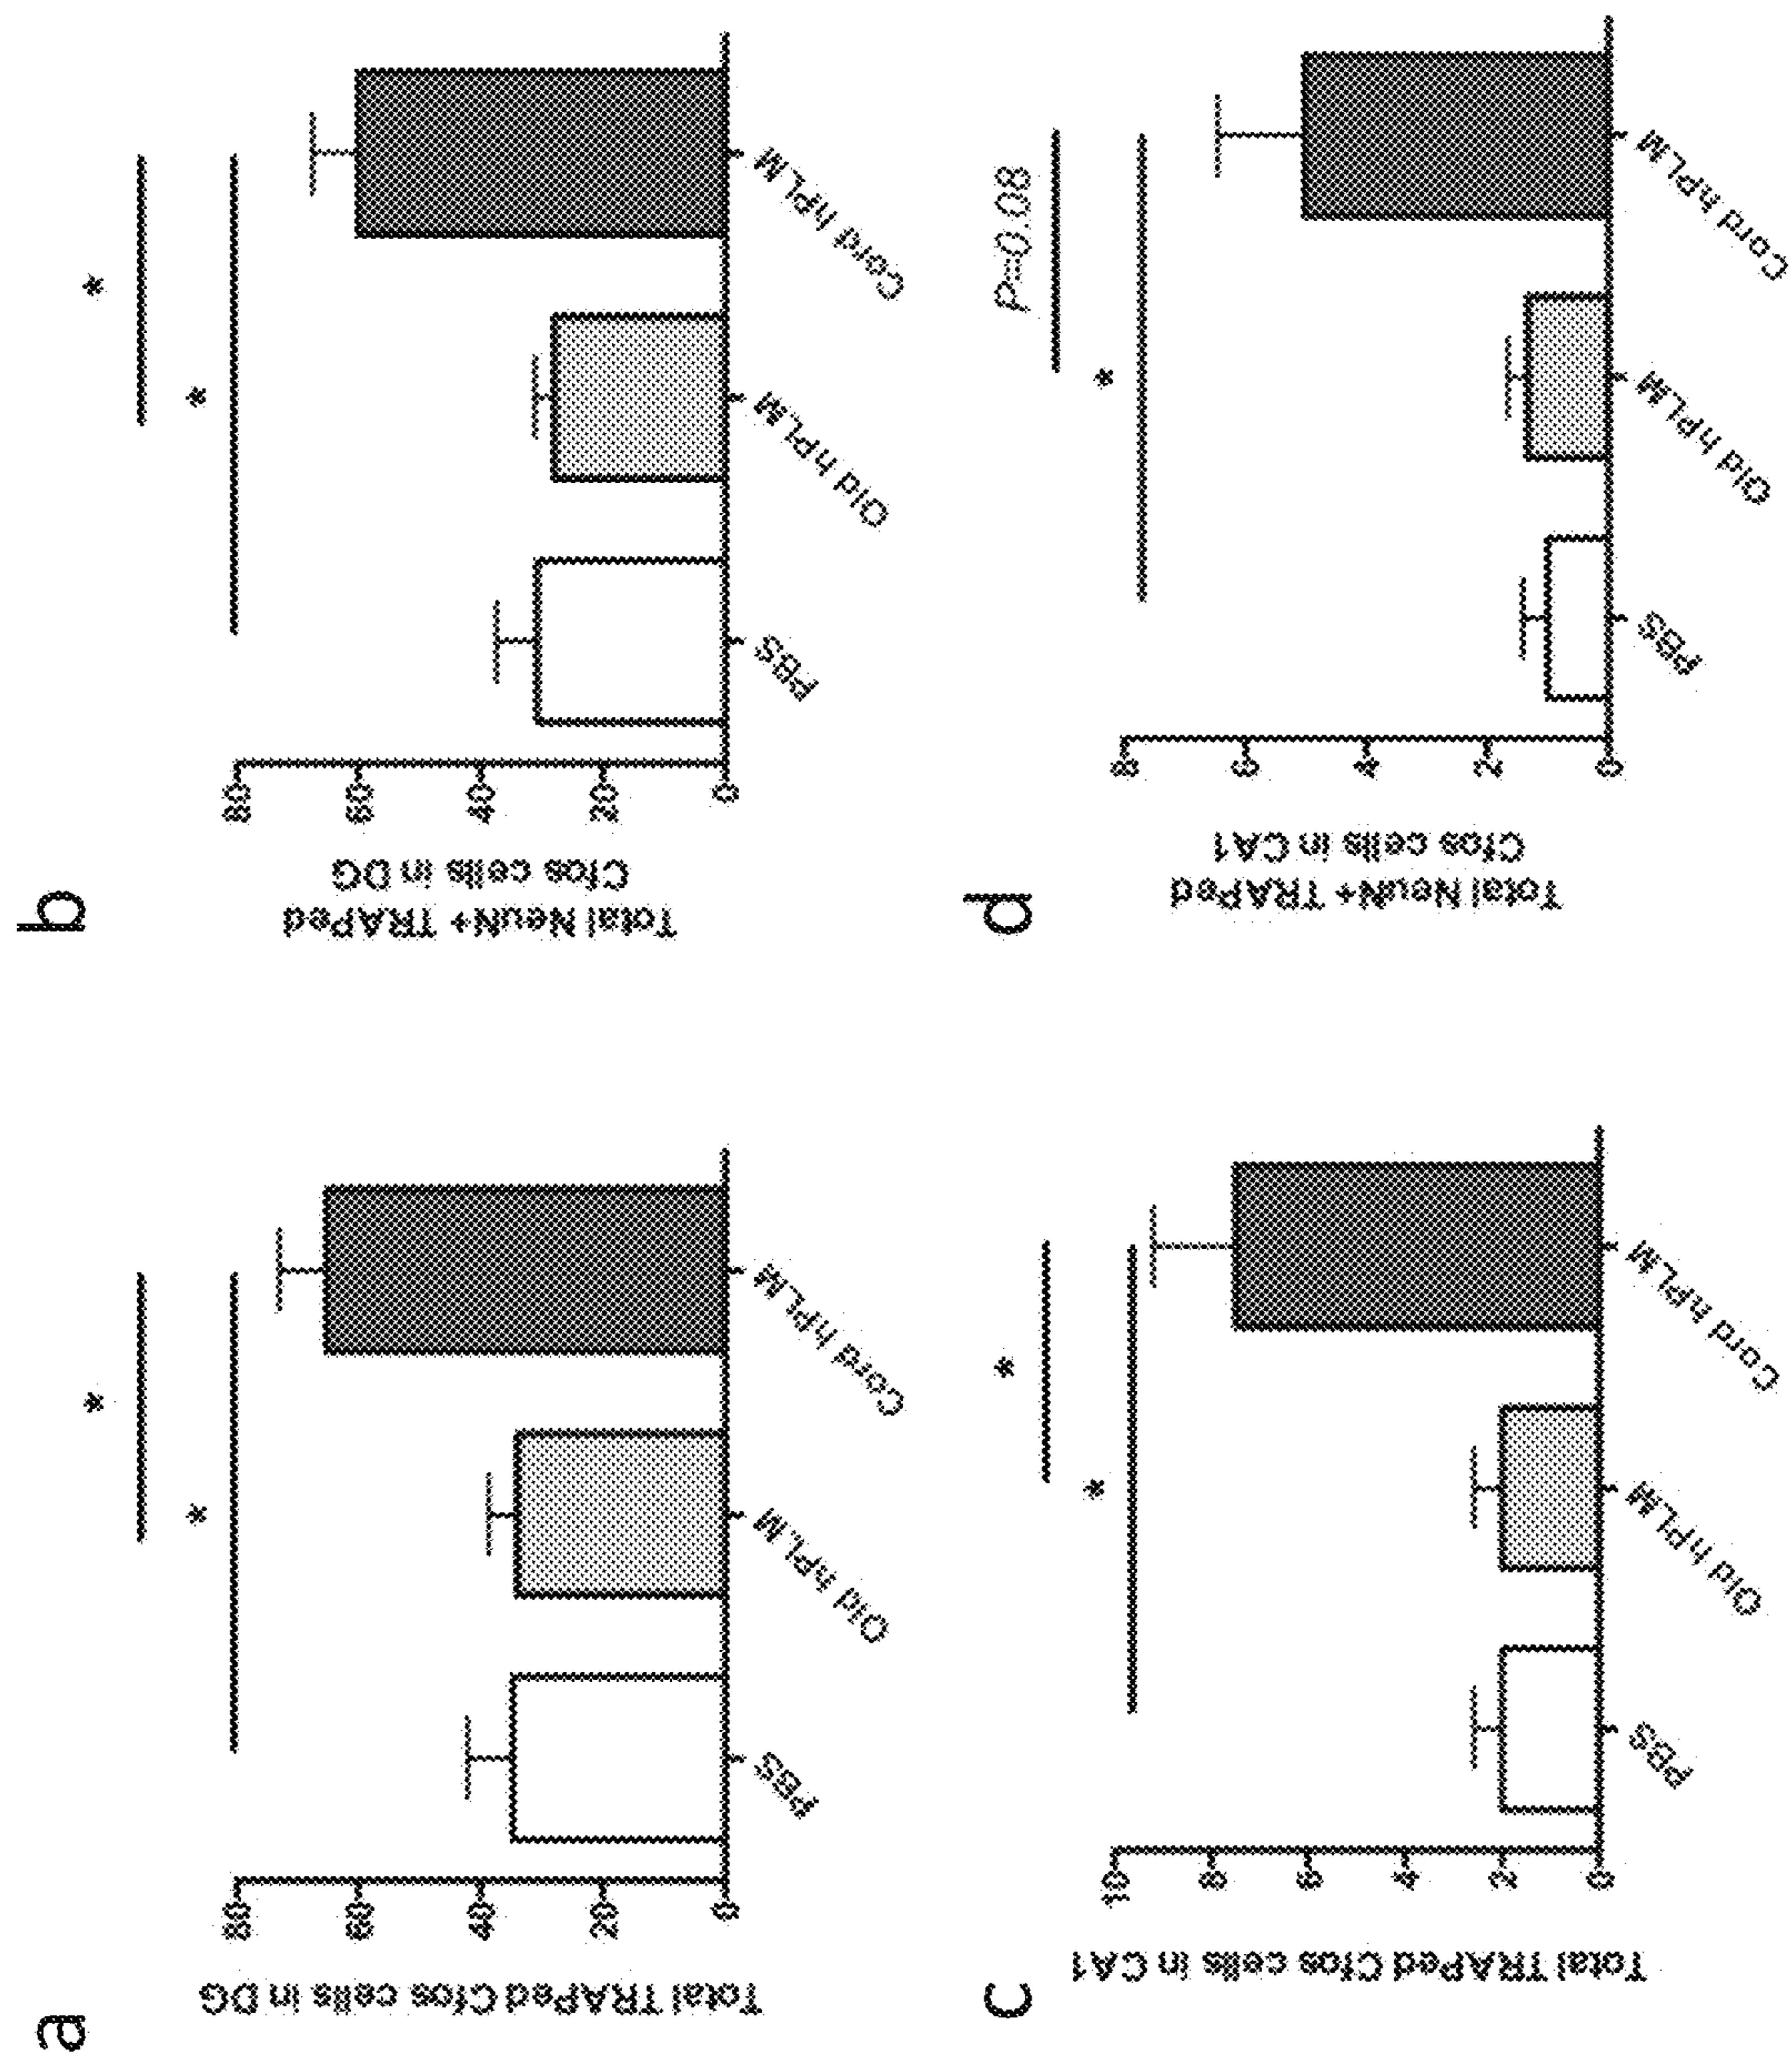 a
Total TRAPed Cfos cells in DG
80
60
40
20
0
*
*
PBS
Old hPLM
Cord hPLM
b
Total NeuN+ TRAPed
Cfos cells in DG
80
60
40
20
0
*
*
PBS
Old hPLM
Cord hPLM
c
Total TRAPed Cfos cells in CA1
10
8
6
4
2
0
*
*
PBS
Old hPLM
Cord hPLM
d
Total NeuN+ TRAPed
Cfos cells in CA1
8
6
4
2
0
P=0.08
*
PBS
Old hPLM
Cord hPLM